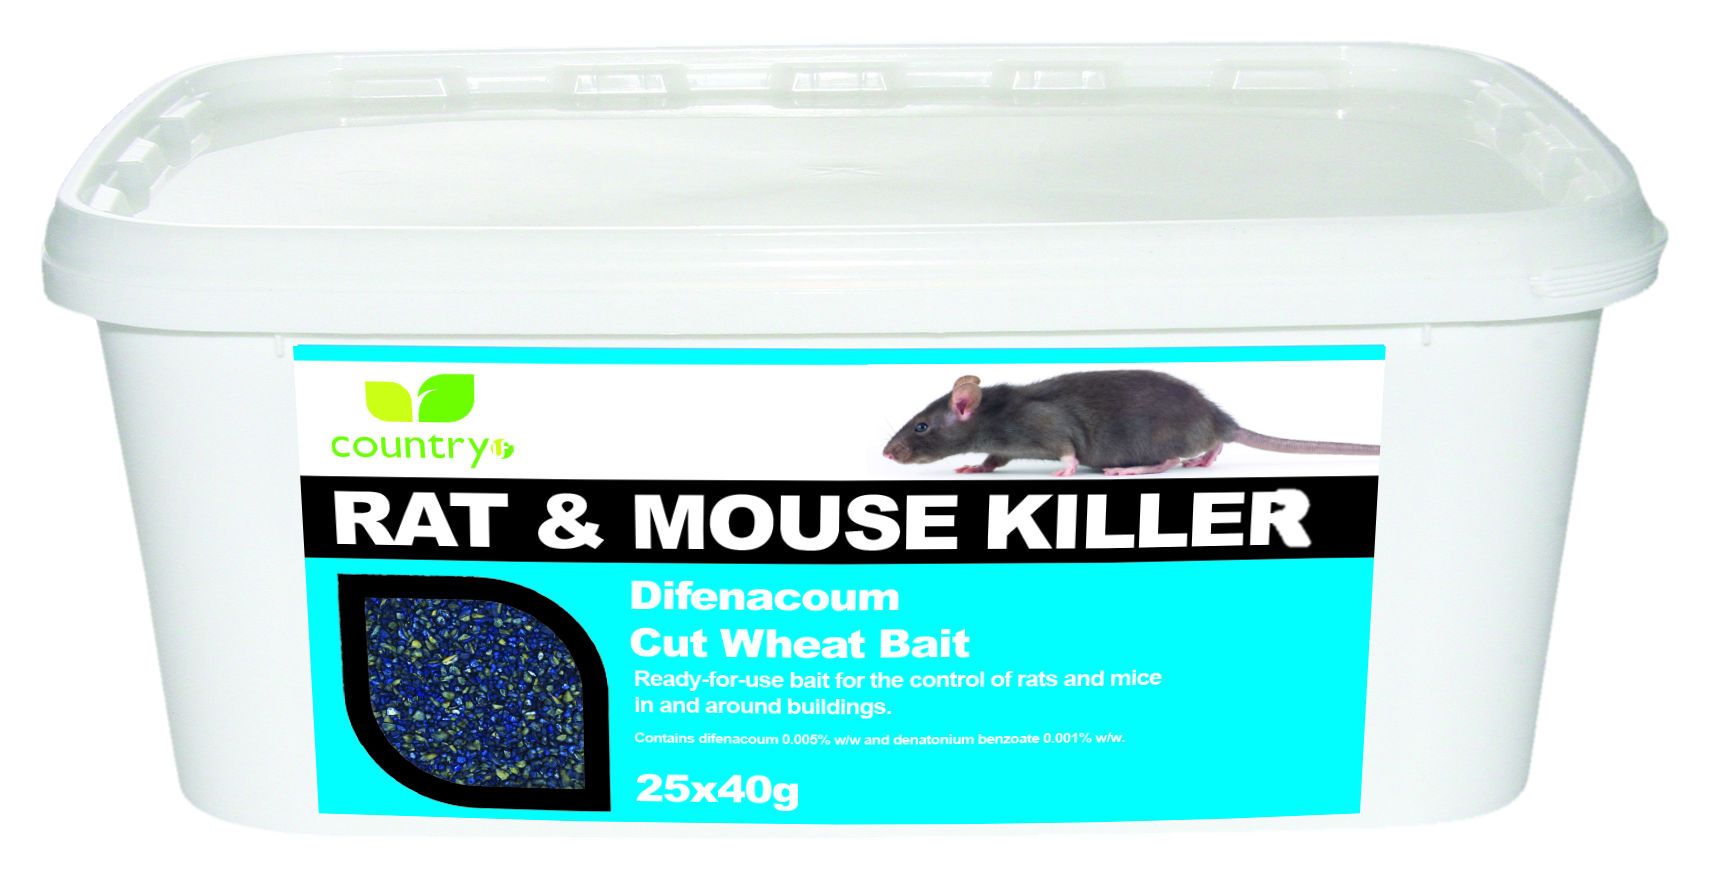 country UF
RAT & MOUSE KILLER
Difenacoum
Cut Wheat Bait
Ready-for-use bait for the control of rats and mice
in and around buildings.
Contains difenacoum 0.005% w/w and denatonium benzoate 0.001% w/w.
25x40g